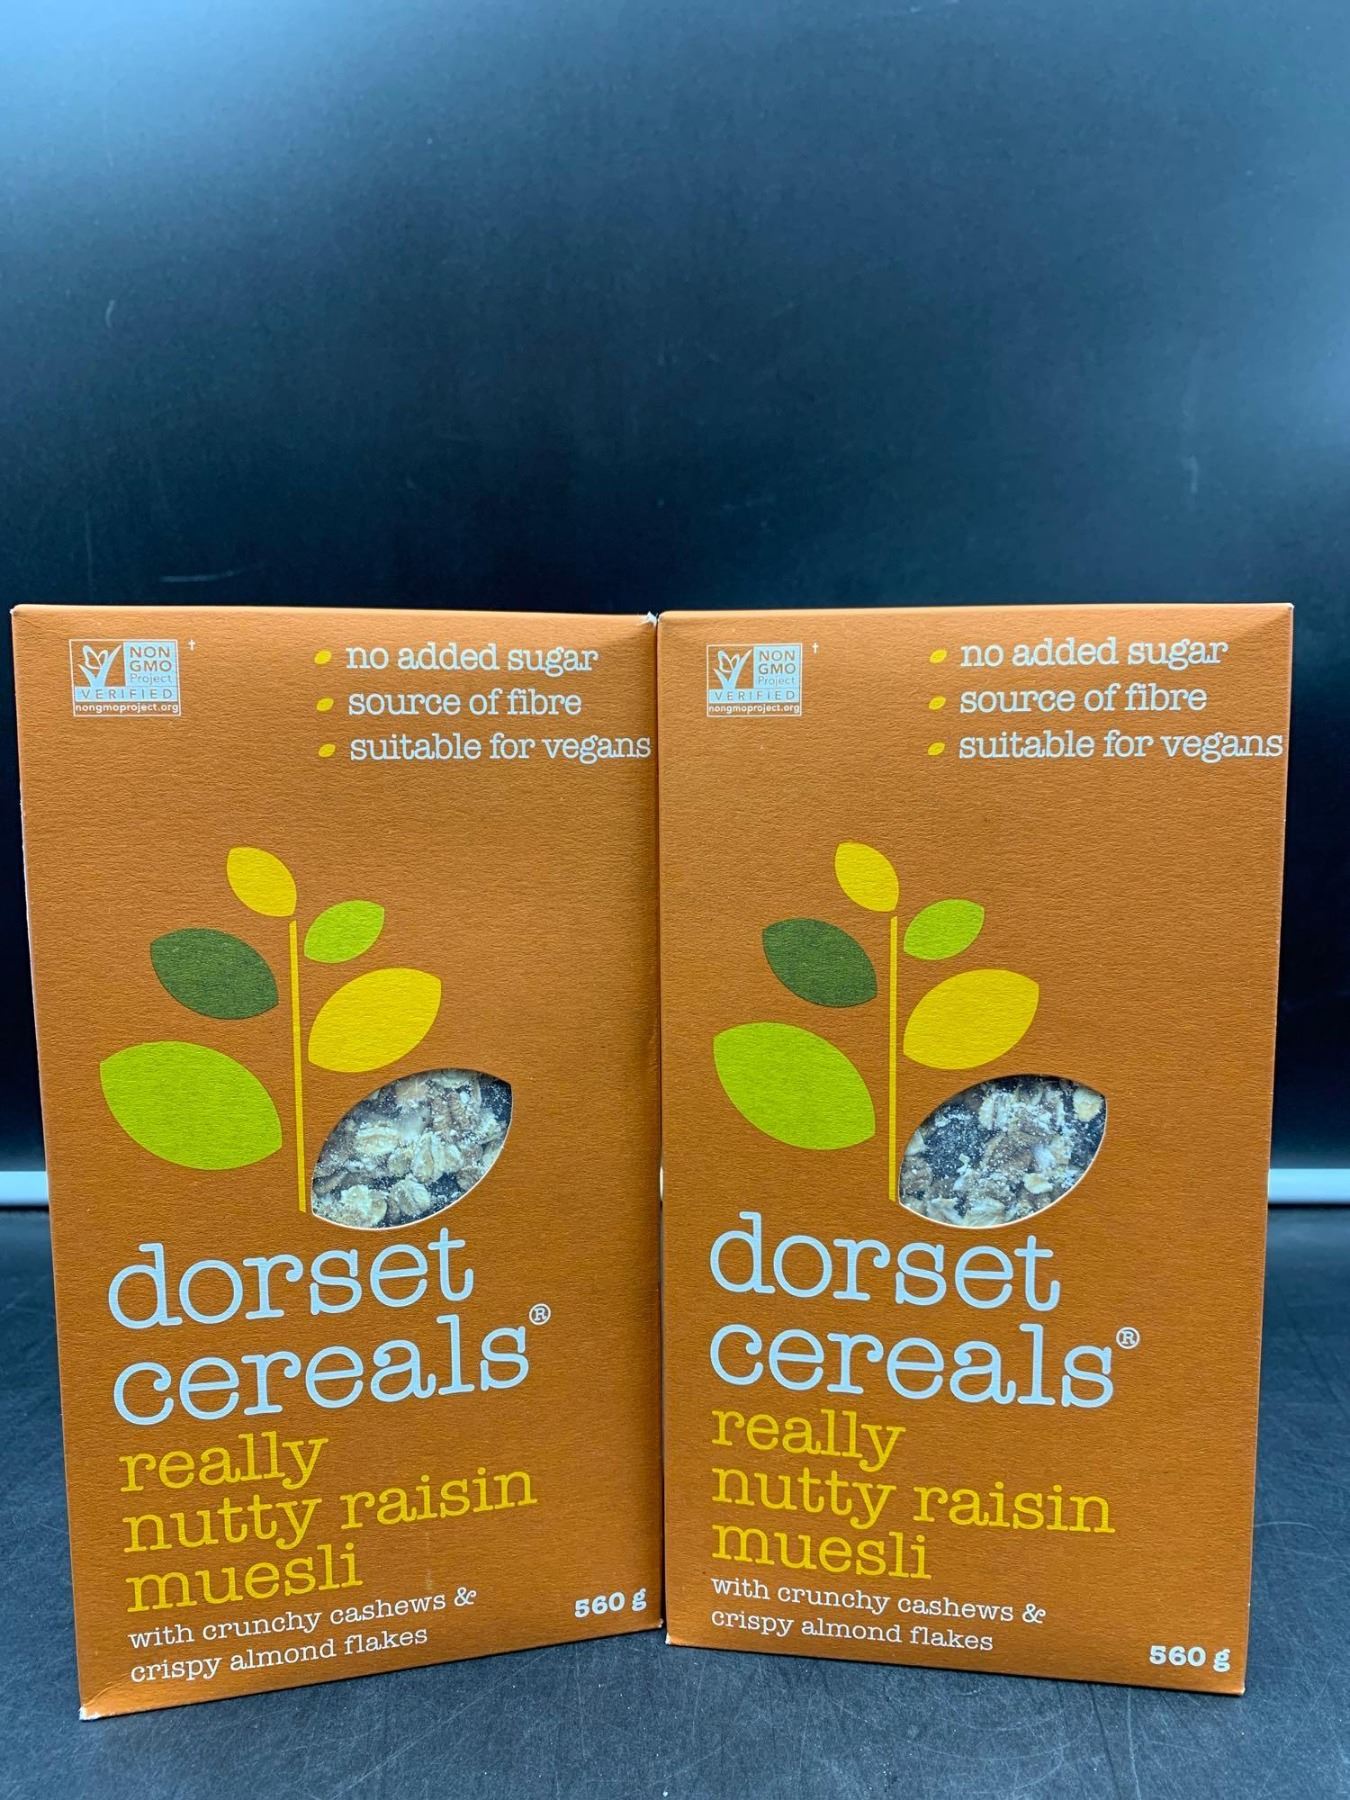 NON
GMO
Project
VERIFIED
nongmoproject.org
†
no added sugar
source of fibre
suitable for vegans
dorset
cereals®
really
nutty raisin
muesli
with crunchy cashews &
crispy almond flakes
560 g
NON
GMO
Project
VERIFIED
nongmoproject.org
†
no added sugar
source of fibre
suitable for vegans
dorset
cereals®
really
nutty raisin
muesli
with crunchy cashews &
crispy almond flakes
560 g